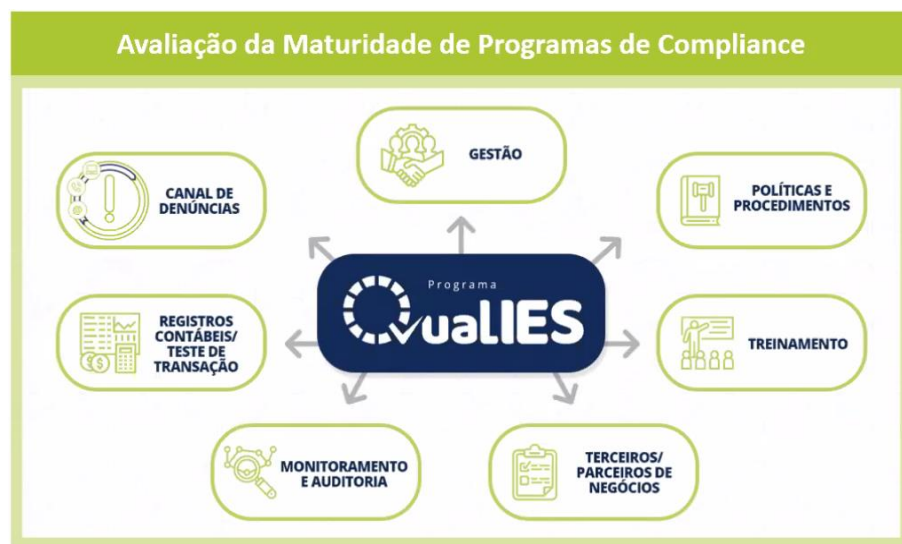 Avaliação da Maturidade de Programas de Compliance
GESTÃO
CANAL DE
DENÚNCIAS
POLÍTICAS E
PROCEDIMENTOS
Programa
QualIES
REGISTROS
CONTÁBEIS/
TESTE DE
TRANSAÇÃO
TREINAMENTO
MONITORAMENTO
E AUDITORIA
TERCEIROS/
PARCEIROS DE
NEGÓCIOS